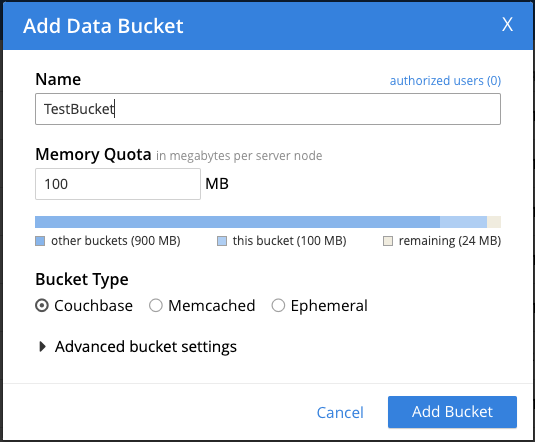 Add Data Bucket X
Name authorized users (0)
TestBucket
Memory Quota in megabytes per server node
100 MB
other buckets (900 MB) this bucket (100 MB) remaining (24 MB)
Bucket Type
Couchbase Memcached Ephemeral
Advanced bucket settings
Cancel Add Bucket